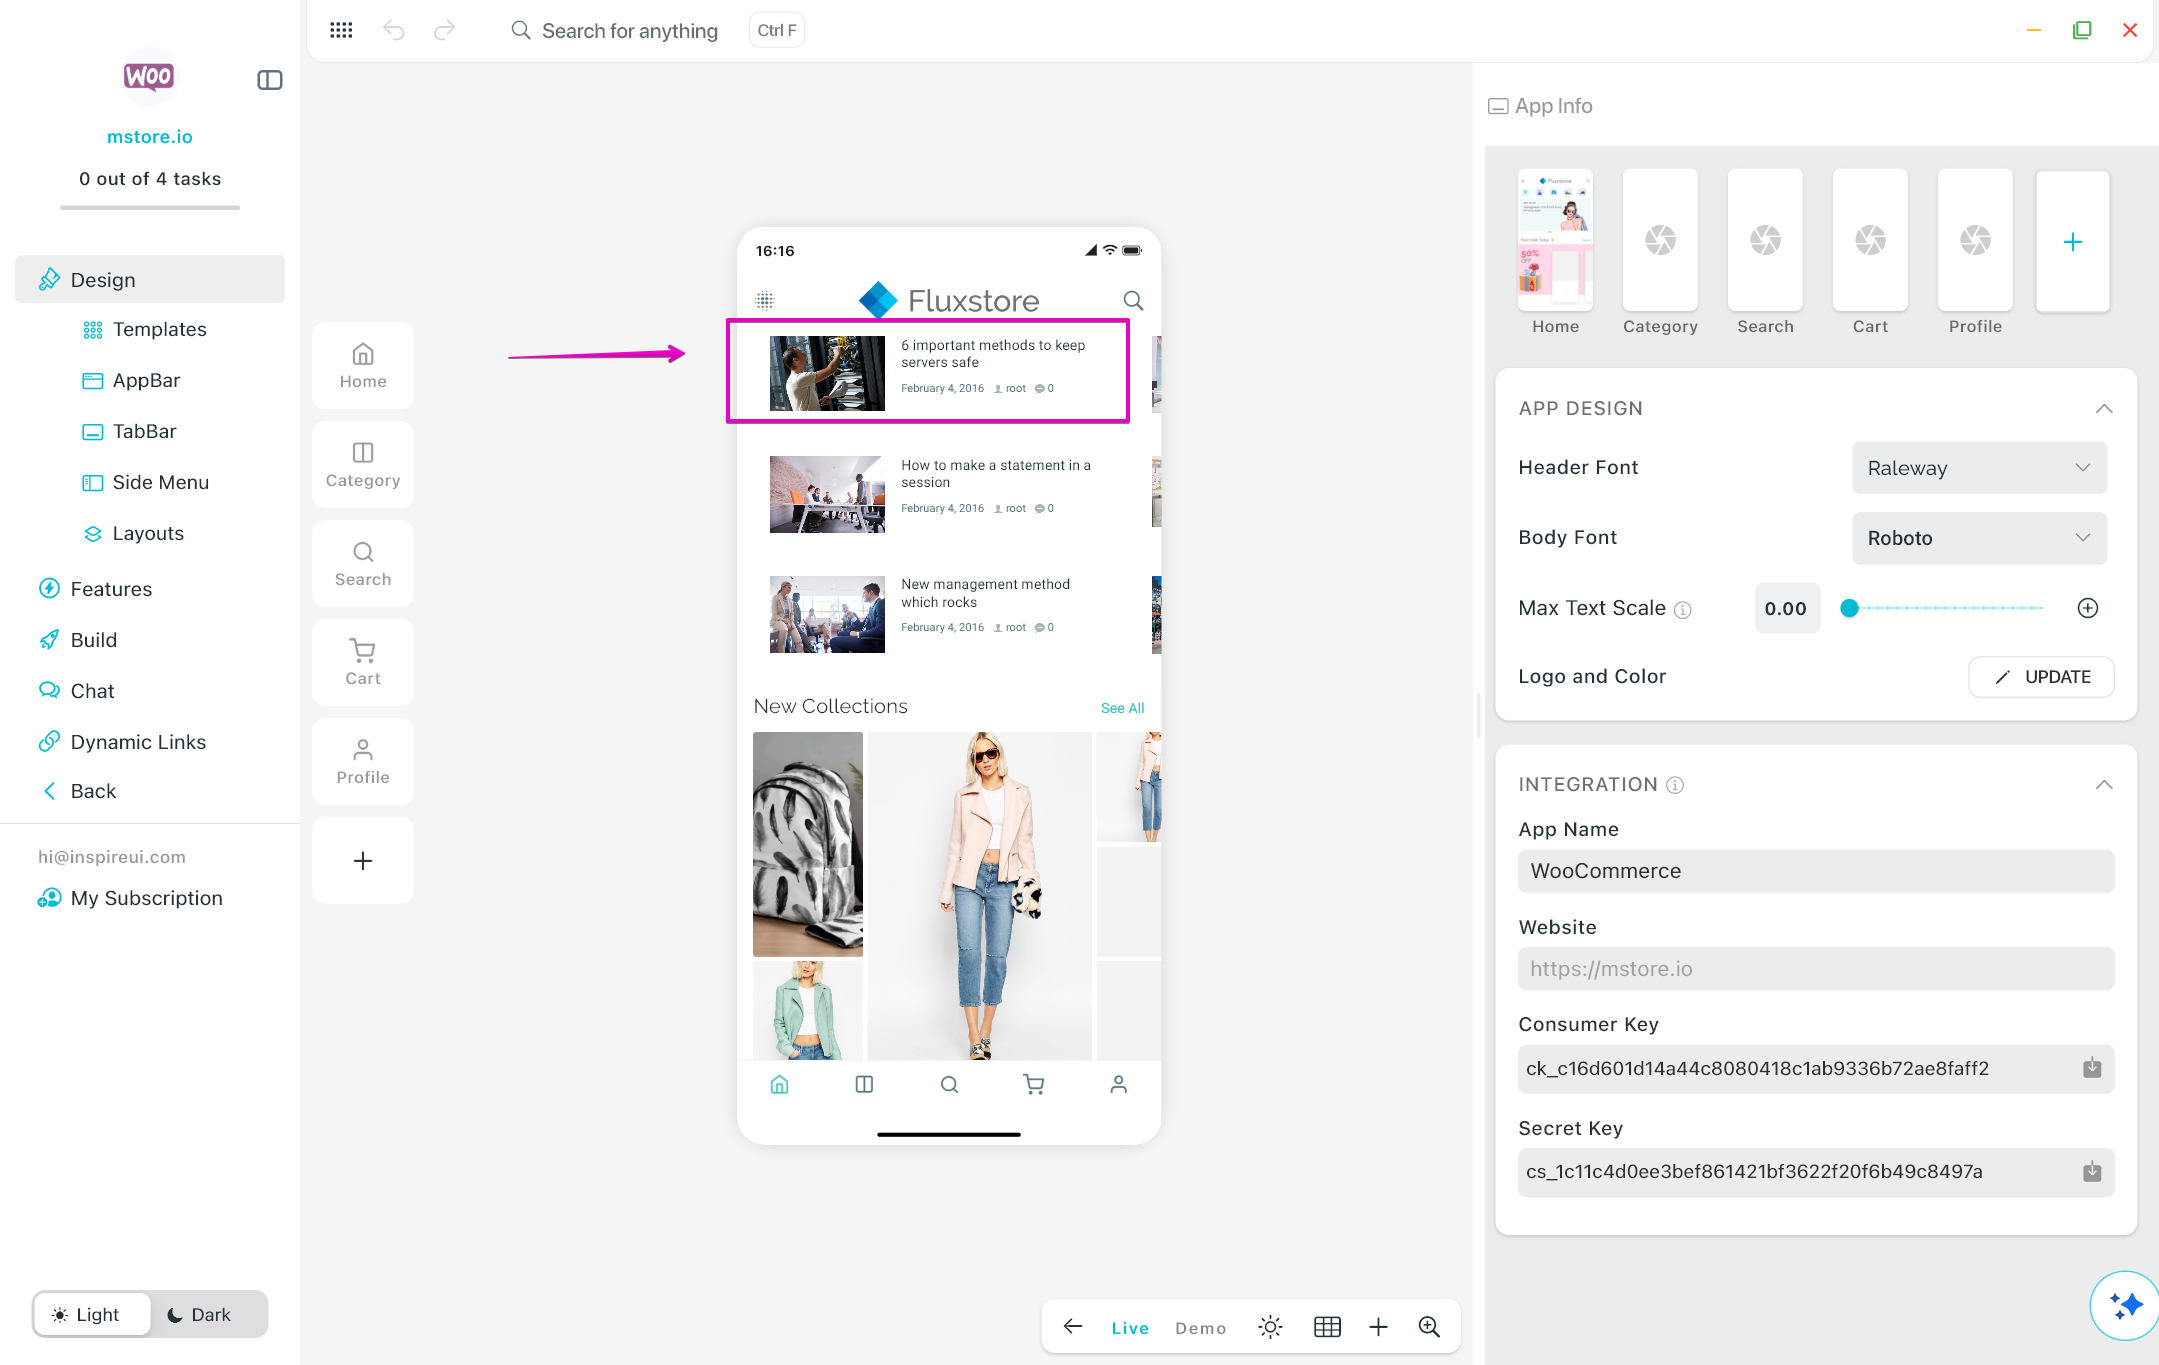 Search for anything
Ctrl F
WOO
mstore.io
0 out of 4 tasks
Design
Templates
AppBar
TabBar
Side Menu
Layouts
Features
Build
Chat
Dynamic Links
Back
hi@inspireui.com
My Subscription
Light
Dark
Home
Category
Search
Cart
Profile
16:16
Fluxstore
6 important methods to keep
servers safe
February 4, 2016 root 0
How to make a statement in a
session
February 4, 2016 root 0
New management method
which rocks
February 4, 2016 root 0
New Collections
See All
Live
Demo
App Info
Fluxstore
50%
OFF
Home
Category
Search
Cart
Profile
APP DESIGN
Header Font
Raleway
Body Font
Roboto
Max Text Scale
0.00
Logo and Color
UPDATE
INTEGRATION
App Name
WooCommerce
Website
https://mstore.io
Consumer Key
ck_c16d601d14a44c8080418c1ab9336b72ae8faff2
Secret Key
cs_1c11c4d0ee3bef861421bf3622f20f6b49c8497a